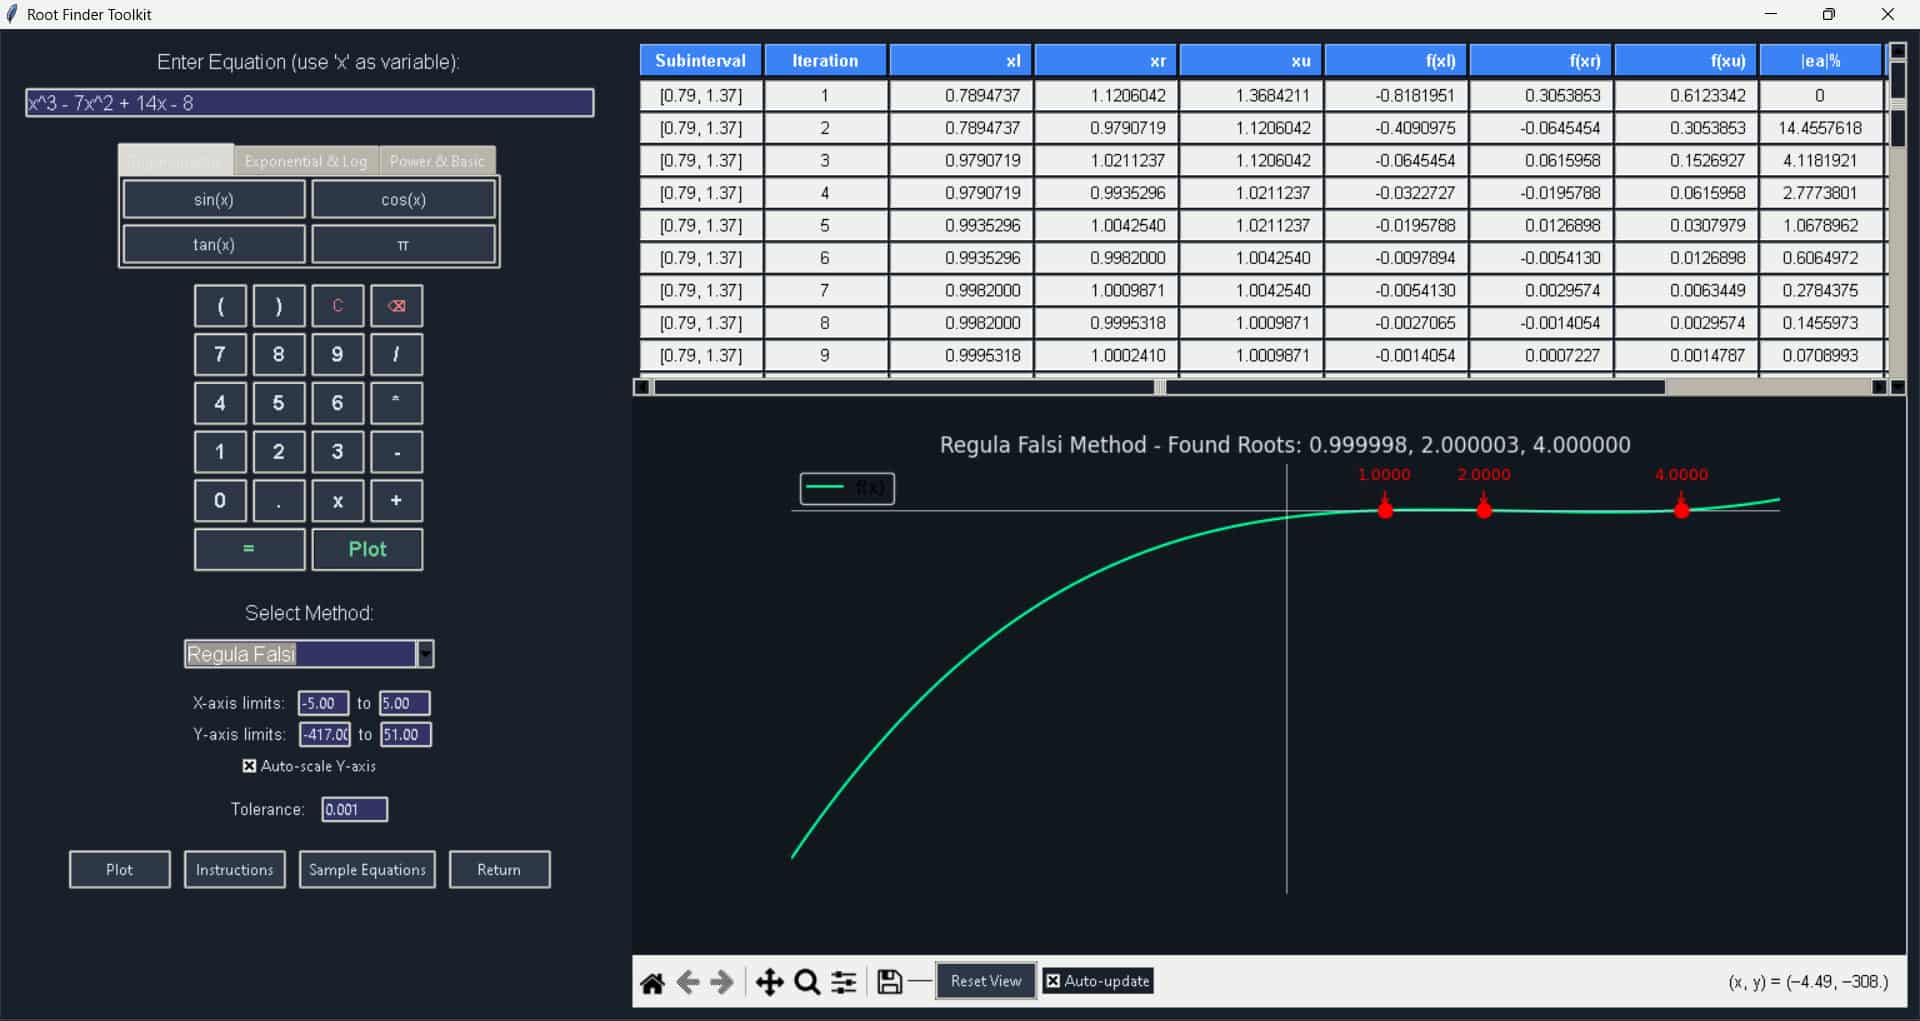 Root Finder Toolkit
Enter Equation (use 'x' as variable):
x^3 - 7x^2 + 14x - 8
Exponential & Log Power & Basic
sin(x) cos(x)
tan(x) π
( ) C ⌫
7 8 9 /
4 5 6 *
1 2 3 -
0 . x +
= Plot
Select Method:
Regula Falsi
X-axis limits: -5.00 to 5.00
Y-axis limits: -417.00 to 51.00
Auto-scale Y-axis
Tolerance: 0.001
Plot Instructions Sample Equations Return
Subinterval Iteration xl xr xu f(xl) f(xr) f(xu) |ea|%
[0.79, 1.37] 1 0.7894737 1.1206042 1.3684211 -0.8181951 0.3053853 0.6123342 0
[0.79, 1.37] 2 0.7894737 0.9790719 1.1206042 -0.4090975 -0.0645454 0.3053853 14.4557618
[0.79, 1.37] 3 0.9790719 1.0211237 1.1206042 -0.0645454 0.0615958 0.1526927 4.1181921
[0.79, 1.37] 4 0.9790719 0.9935296 1.0211237 -0.0322727 -0.0195788 0.0615958 2.7773801
[0.79, 1.37] 5 0.9935296 1.0042540 1.0211237 -0.0195788 0.0126898 0.0307979 1.0678962
[0.79, 1.37] 6 0.9935296 0.9982000 1.0042540 -0.0097894 -0.0054130 0.0126898 0.6064972
[0.79, 1.37] 7 0.9982000 1.0009871 1.0042540 -0.0054130 0.0029574 0.0063449 0.2784375
[0.79, 1.37] 8 0.9982000 0.9995318 1.0009871 -0.0027065 -0.0014054 0.0029574 0.1455973
[0.79, 1.37] 9 0.9995318 1.0002410 1.0009871 -0.0014054 0.0007227 0.0014787 0.0708993
Regula Falsi Method - Found Roots: 0.999998, 2.000003, 4.000000
f(x)
1.0000 2.0000 4.0000
Reset View Auto-update (x, y) = (−4.49, −308.)